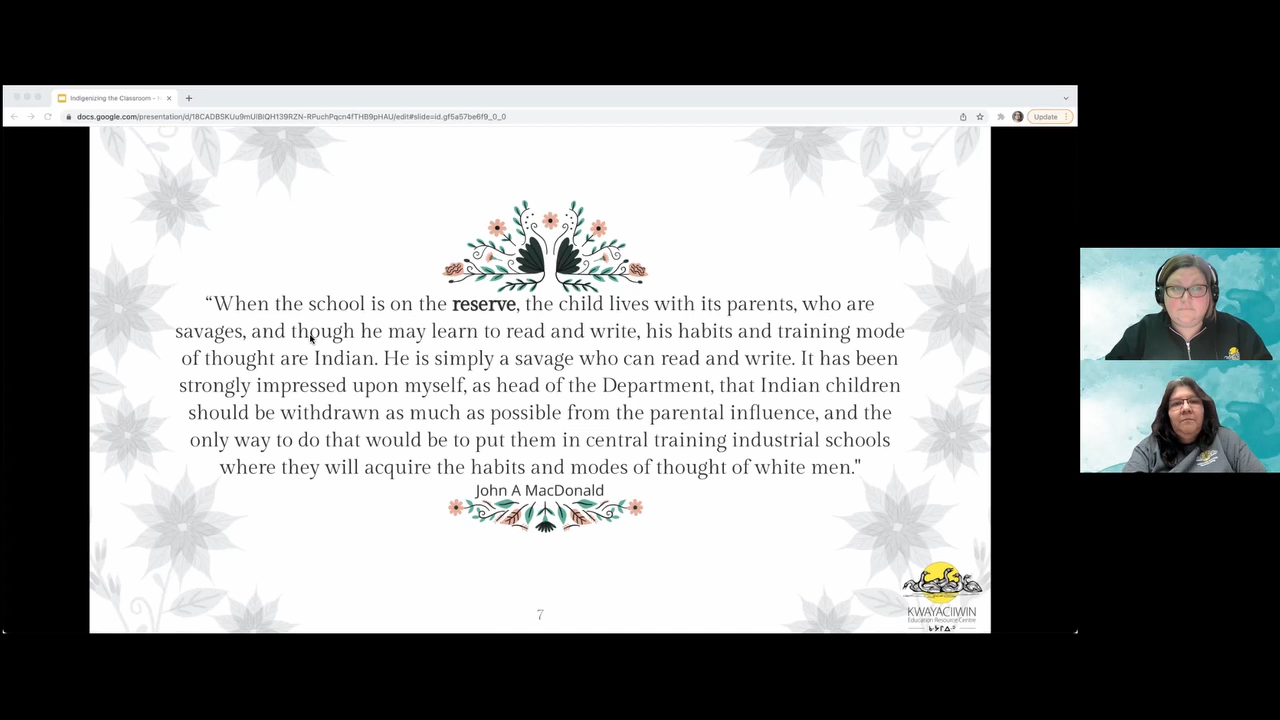 Indigenizing the Classroom -
docs.google.com/presentation/d/18CADBSKUu9mUlBIQH139RZN-RPuchPqcn4fTHB9pHAU/edit#slide=id.gf5a57be6f9_0_0
Update
“When the school is on the reserve, the child lives with its parents, who are
savages, and though he may learn to read and write, his habits and training mode
of thought are Indian. He is simply a savage who can read and write. It has been
strongly impressed upon myself, as head of the Department, that Indian children
should be withdrawn as much as possible from the parental influence, and the
only way to do that would be to put them in central training industrial schools
where they will acquire the habits and modes of thought of white men."
John A MacDonald
7
KWAYACIIWIN
Education Resource Centre